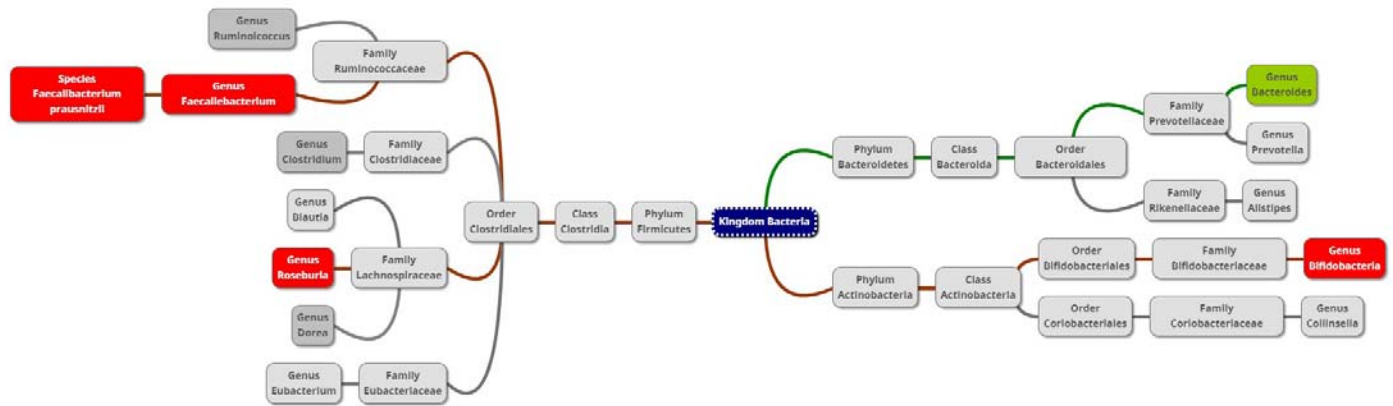 Genus
Ruminoicoccus
Family
Ruminococcaceae
Species
Faecalibacterium
prausnitzii
Genus
Faecaliebacterium
Genus
Clostridium
Family
Clostridiaceae
Genus
Blautia
Genus
Roseburia
Family
Lachnospiraceae
Genus
Dorea
Genus
Eubacterium
Family
Eubacteriaceae
Order
Clostridiales
Class
Clostridia
Phylum
Firmicutes
Kingdom Bacteria
Phylum
Bacteroidetes
Class
Bacteroida
Order
Bacteroidales
Family
Prevotellaceae
Genus
Bacteroides
Genus
Prevotella
Family
Rikenellaceae
Genus
Alistipes
Phylum
Actinobacteria
Class
Actinobacteria
Order
Bifidobacteriales
Family
Bifidobacteriaceae
Genus
Bifidobacteria
Order
Coriobacteriales
Family
Coriobacteriaceae
Genus
Collinsella